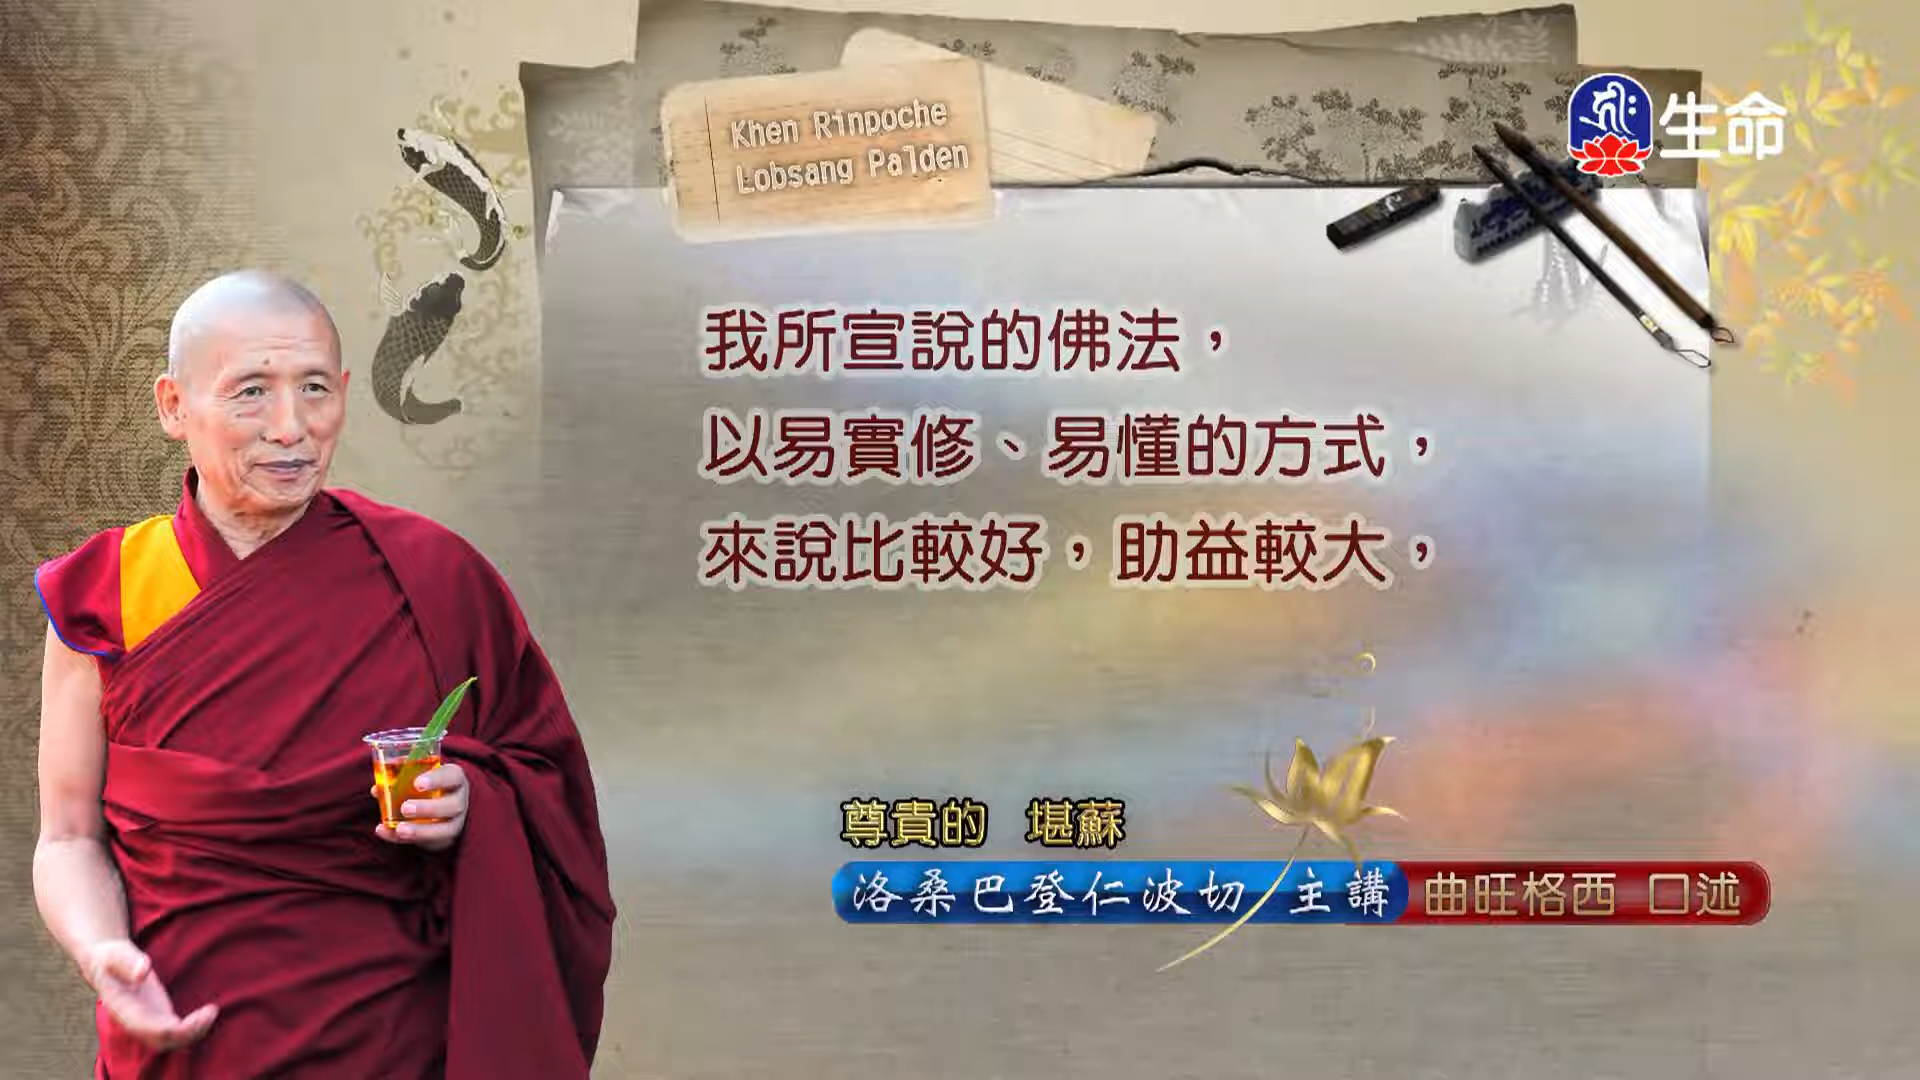 Khen Rinpoche
Lobsang Palden
生命
我所宣說的佛法，
以易實修、易懂的方式，
來說比較好，助益較大，
尊貴的 堪蘇
洛桑巴登仁波切 主講 曲旺格西 口述